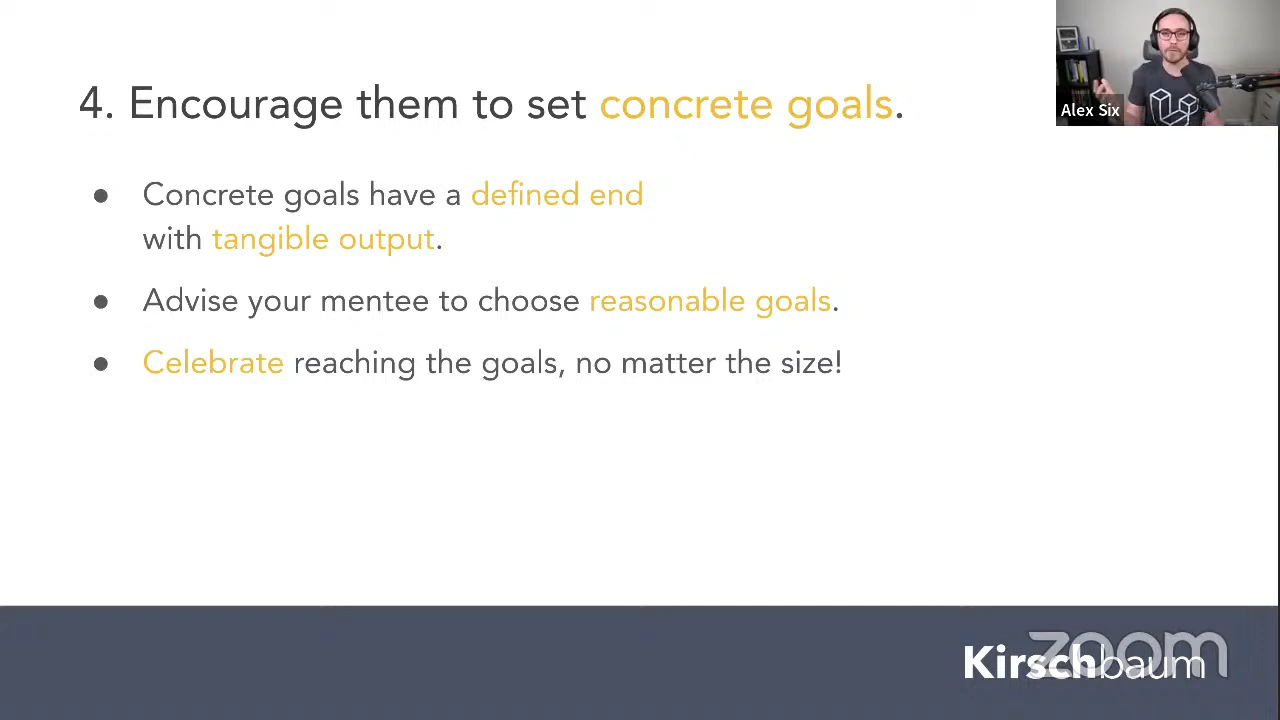 4. Encourage them to set concrete goals.
Alex Six
● Concrete goals have a defined end
with tangible output.
● Advise your mentee to choose reasonable goals.
● Celebrate reaching the goals, no matter the size!
Kirschbaum
zoom